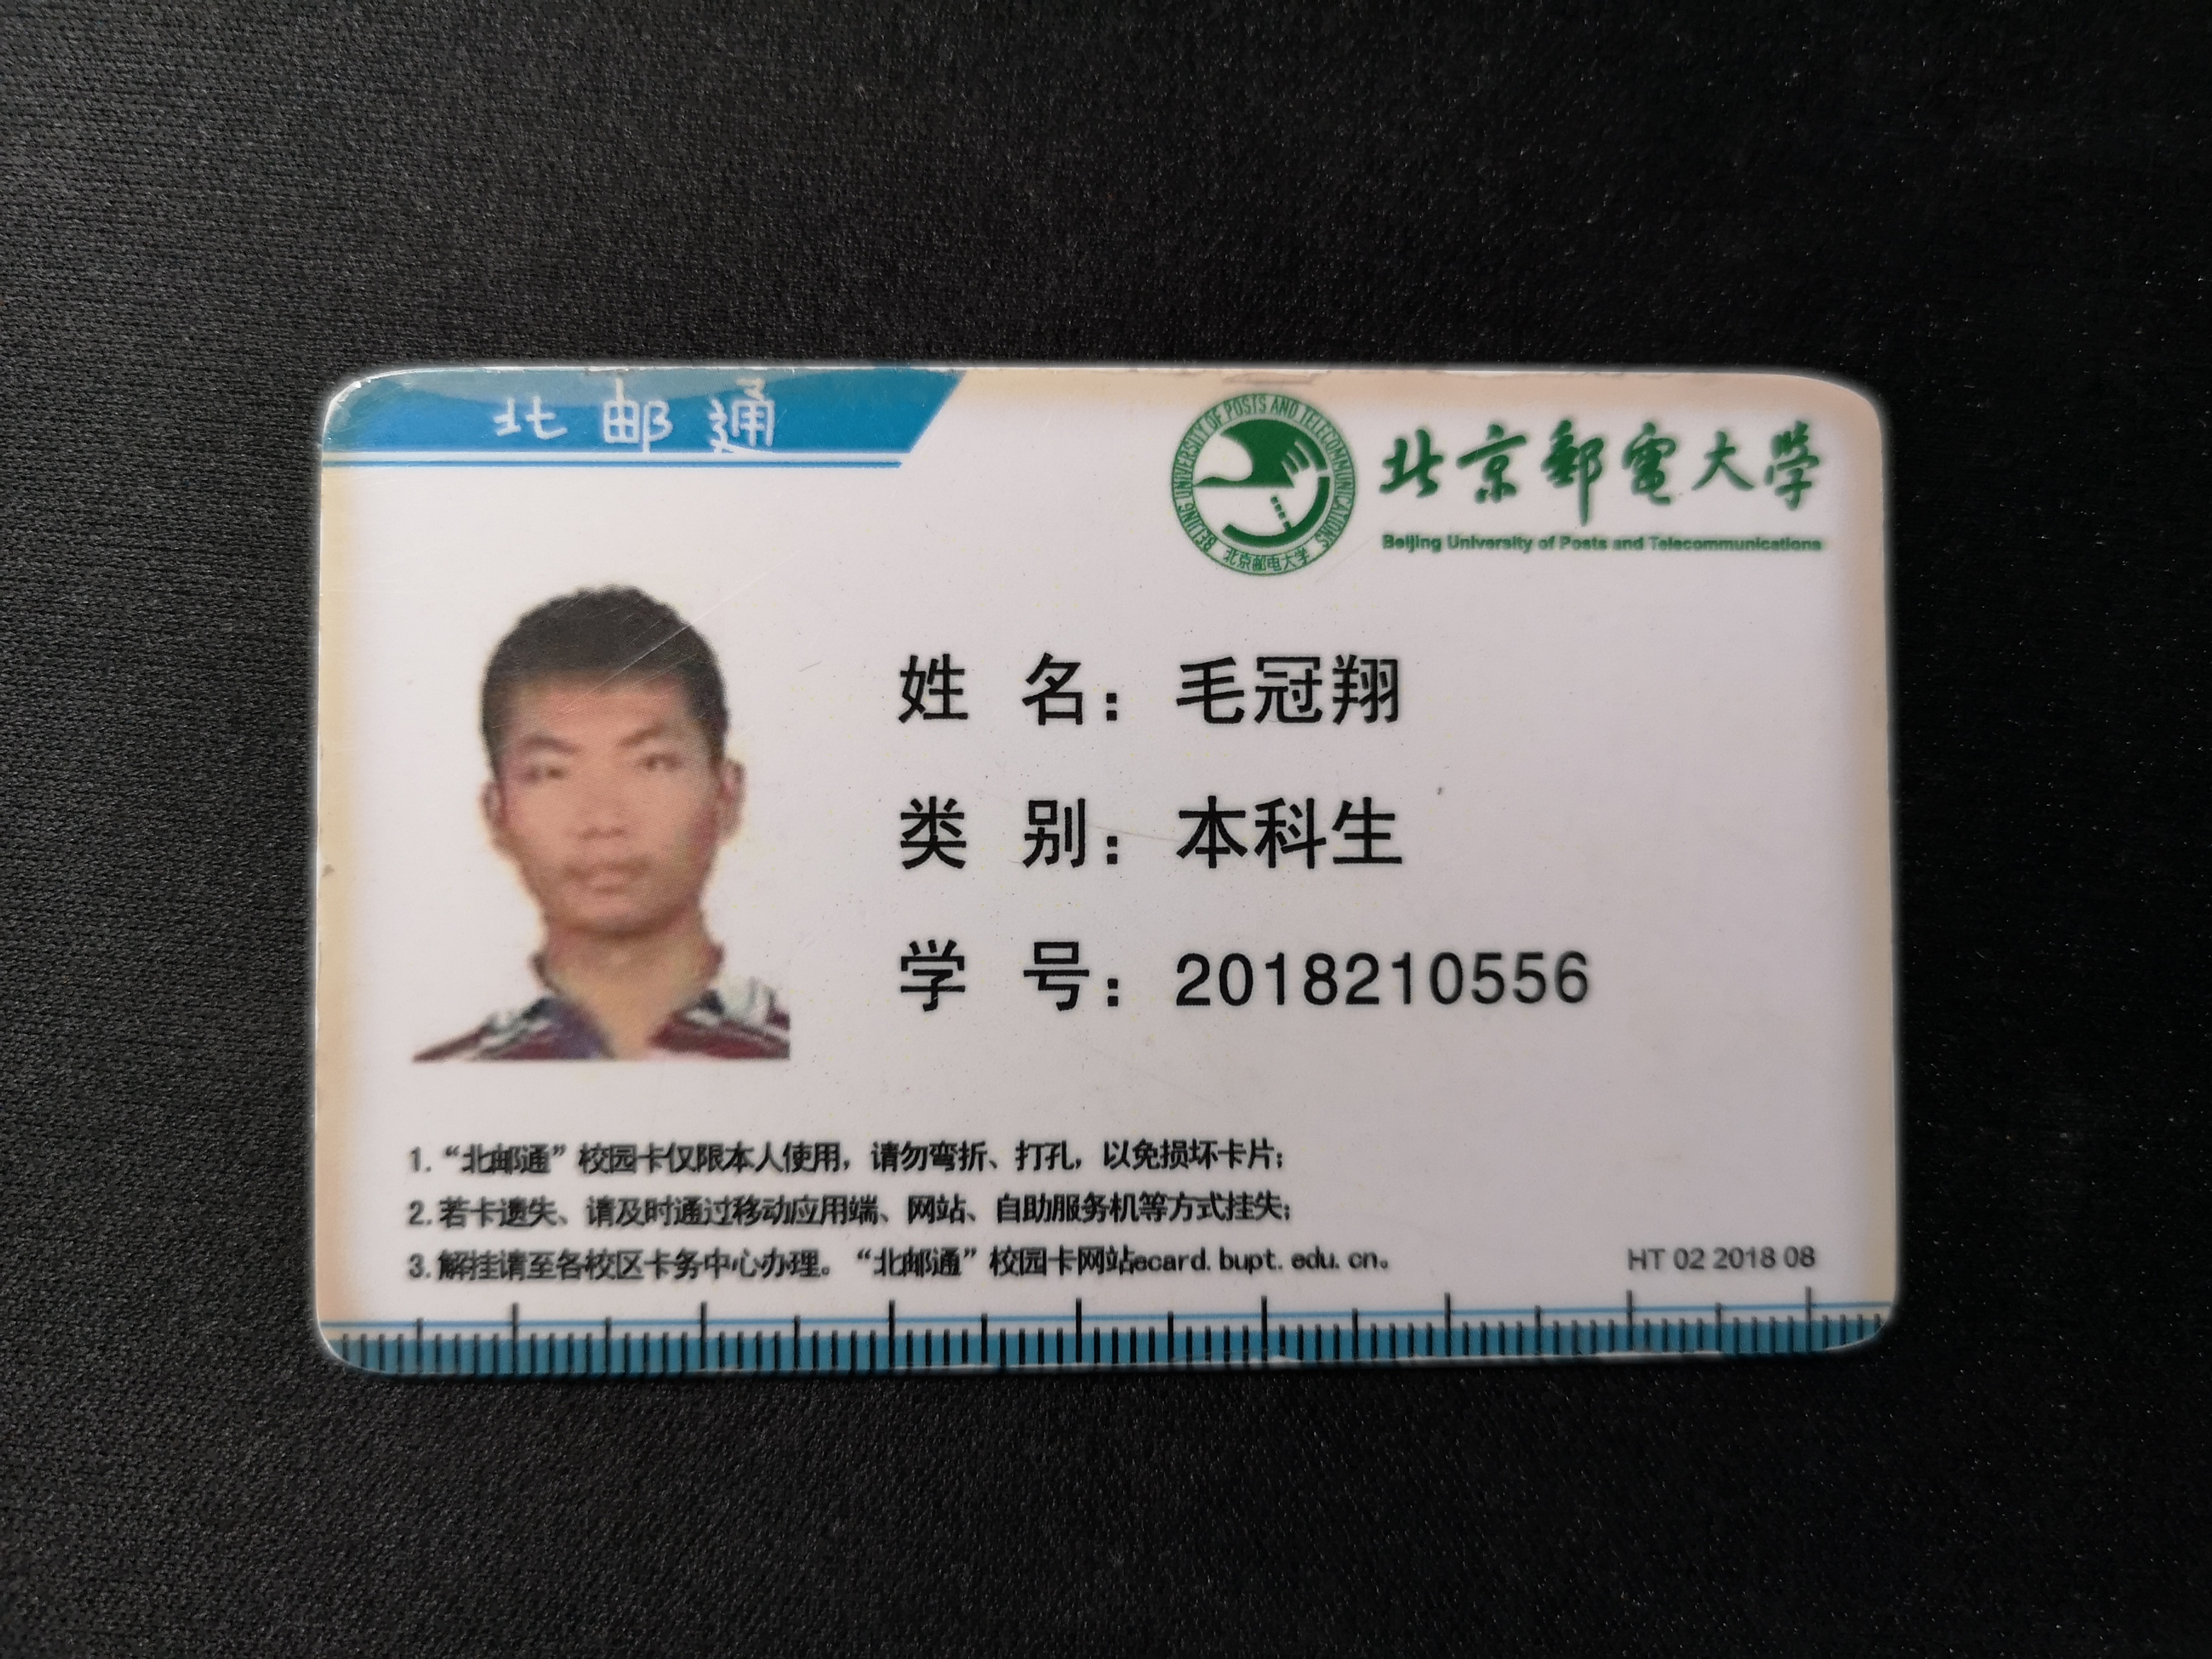 北邮通
BEIJING UNIVERSITY OF POSTS AND TELECOMMUNICATIONS
北京邮电大学
北京郵電大學
Beijing University of Posts and Telecommunications
姓 名：毛冠翔
类 别：本科生
学 号：2018210556
1.“北邮通”校园卡仅限本人使用，请勿弯折、打孔，以免损坏卡片；
2.若卡遗失、请及时通过移动应用端、网站、自助服务机等方式挂失；
3.解挂请至各校区卡务中心办理。“北邮通”校园卡网站ecard.bupt.edu.cn。
HT 02 2018 08